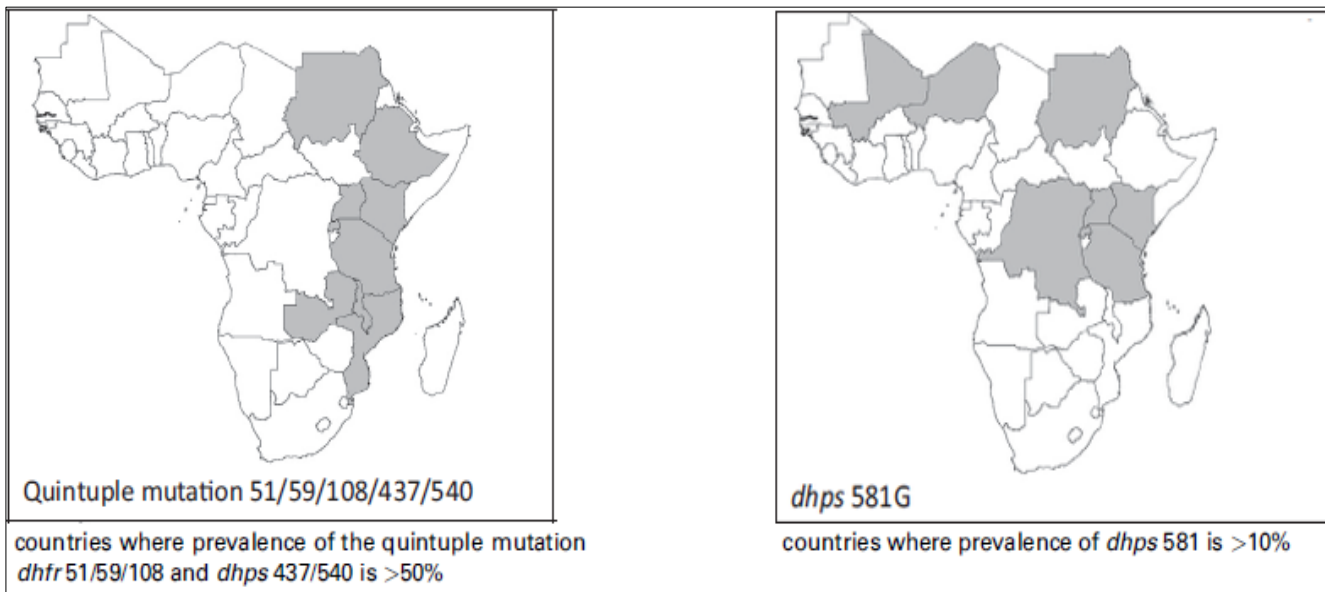 Quintuple mutation 51/59/108/437/540
countries where prevalence of the quintuple mutation
dhfr 51/59/108 and dhps 437/540 is >50%
dhps 581G
countries where prevalence of dhps 581 is >10%